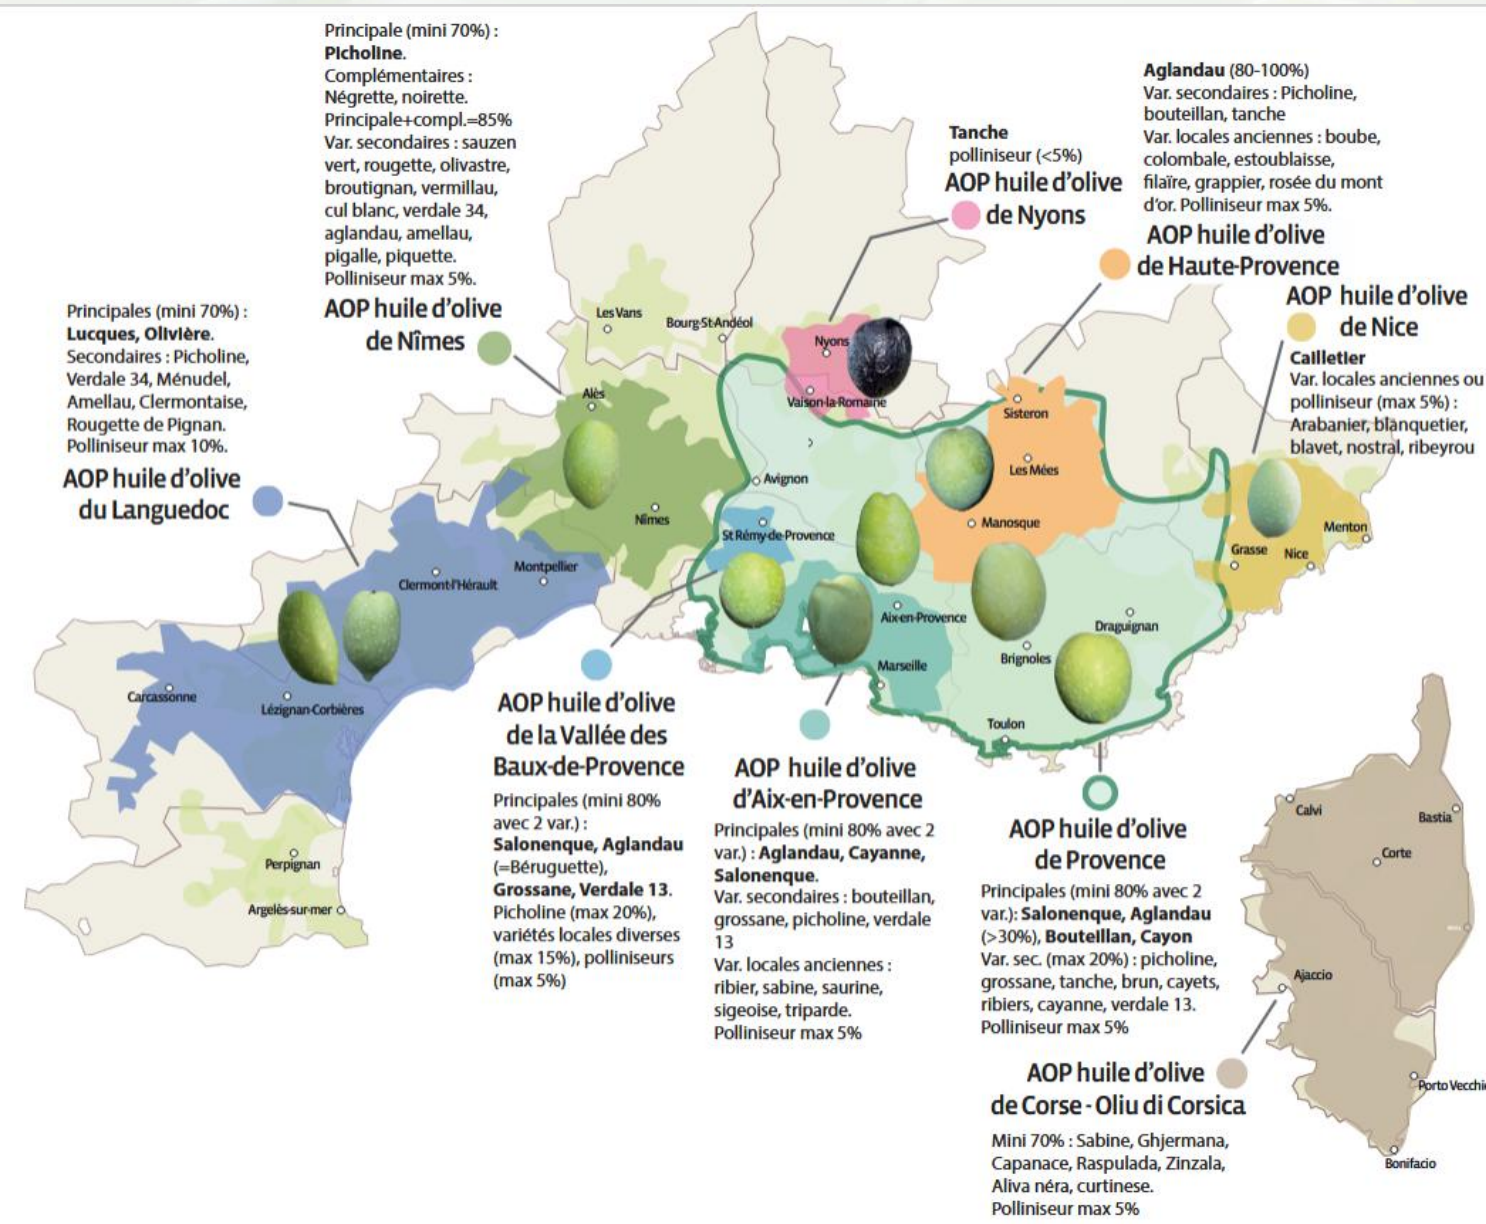 Principale (mini 70%) :
Picholine.
Complémentaires :
Négrette, noirette.
Principale+compl.=85%
Var. secondaires : sauzen
vert, rougette, olivastre,
broutignan, vermillau,
cul blanc, verdale 34,
aglandau, amellau,
pigalle, piquette.
Polliniseur max 5%.
AOP huile d'olive
de Nîmes
Principales (mini 70%) :
Lucques, Olivière.
Secondaires : Picholine,
Verdale 34, Ménudel,
Amellau, Clermontaise,
Rougette de Pignan.
Polliniseur max 10%.
AOP huile d'olive
du Languedoc
Tanche
polliniseur (<5%)
AOP huile d'olive
de Nyons
Aglandau (80-100%)
Var. secondaires : Picholine,
bouteillan, tanche
Var. locales anciennes : boube,
colombale, estoublaisse,
filaïre, grappier, rosée du mont
d'or. Polliniseur max 5%.
AOP huile d'olive
de Haute-Provence
AOP huile d'olive
de Nice
Cailletier
Var. locales anciennes ou
polliniseur (max 5%) :
Arabanier, blanquetier,
blavet, nostral, ribeyrou
Les Vans
Bourg-St-Andéol
Nyons
Vaison-la-Romaine
Alès
Sisteron
Les Mées
Avignon
Nîmes
Manosque
St Rémy-de-Provence
Menton
Grasse
Nice
Montpellier
Clermont-l'Hérault
Aix-en-Provence
Draguignan
Brignoles
Marseille
Carcassonne
Lézignan-Corbières
Toulon
Perpignan
Argelès-sur-mer
AOP huile d'olive
de la Vallée des
Baux-de-Provence
Principales (mini 80%
avec 2 var.) :
Salonenque, Aglandau
(=Béruguette),
Grossane, Verdale 13.
Picholine (max 20%),
variétés locales diverses
(max 15%), polliniseurs
(max 5%)
AOP huile d'olive
d'Aix-en-Provence
Principales (mini 80% avec 2
var.) : Aglandau, Cayanne,
Salonenque.
Var. secondaires : bouteillan,
grossane, picholine, verdale
13
Var. locales anciennes :
ribier, sabine, saurine,
sigeoise, triparde.
Polliniseur max 5%
AOP huile d'olive
de Provence
Principales (mini 80% avec 2
var.): Salonenque, Aglandau
(>30%), Bouteillan, Cayon
Var. sec. (max 20%) : picholine,
grossane, tanche, brun, cayets,
ribiers, cayanne, verdale 13.
Polliniseur max 5%
AOP huile d'olive
de Corse - Oliu di Corsica
Mini 70% : Sabine, Ghjermana,
Capanace, Raspulada, Zinzala,
Aliva néra, curtinese.
Polliniseur max 5%
Calvi
Bastia
Corte
Ajaccio
Porto Vecchi
Bonifacio